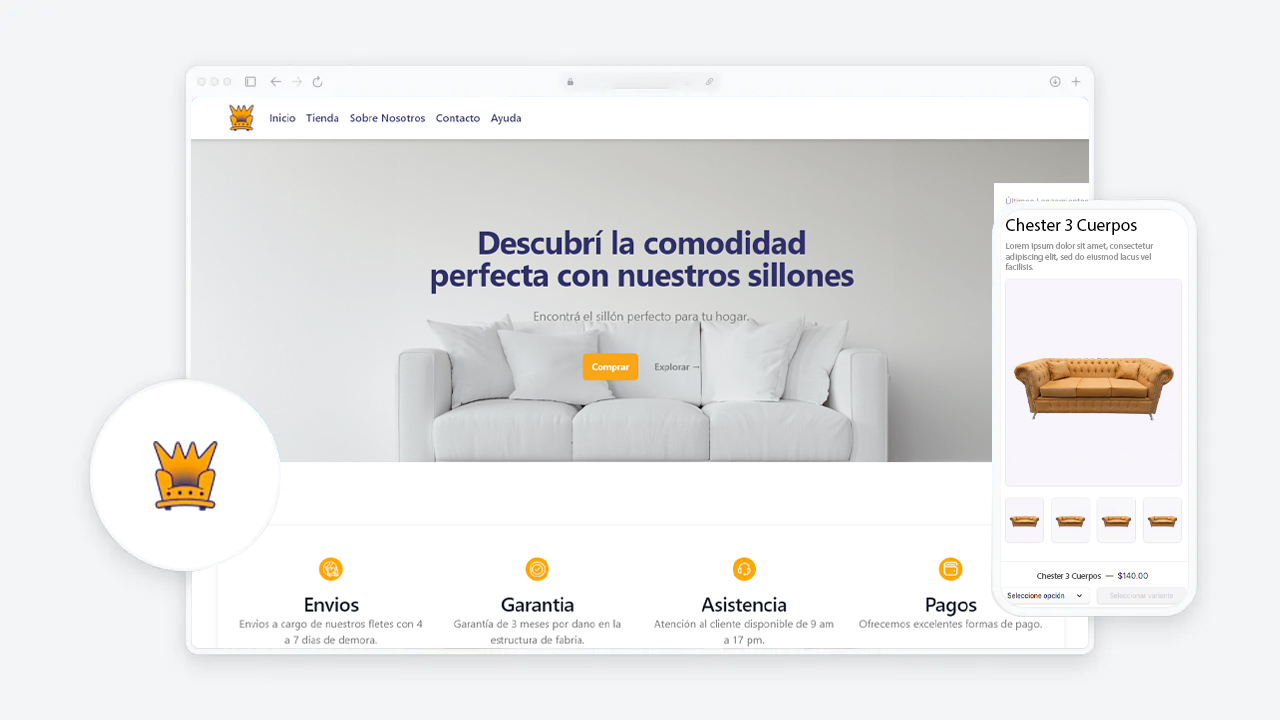 Inicio Tienda Sobre Nosotros Contacto Ayuda
Descubrí la comodidad
perfecta con nuestros sillones
Encontrá el sillón perfecto para tu hogar.
Comprar Explorar →
Envios
Envios a cargo de nuestros fletes con 4
a 7 dias de demora.
Garantia
Garantía de 3 meses por dano en la
estructura de fabria.
Asistencia
Atención al cliente disponible de 9 am
a 17 pm.
Pagos
Ofrecemos excelentes formas de pago.
Chester 3 Cuerpos
Lorem ipsum dolor sit amet, consectetur
adipiscing elit, sed do eiusmod lacus vel
facilisis.
Chester 3 Cuerpos — $140.00
Seleccione opción Seleccionar variante